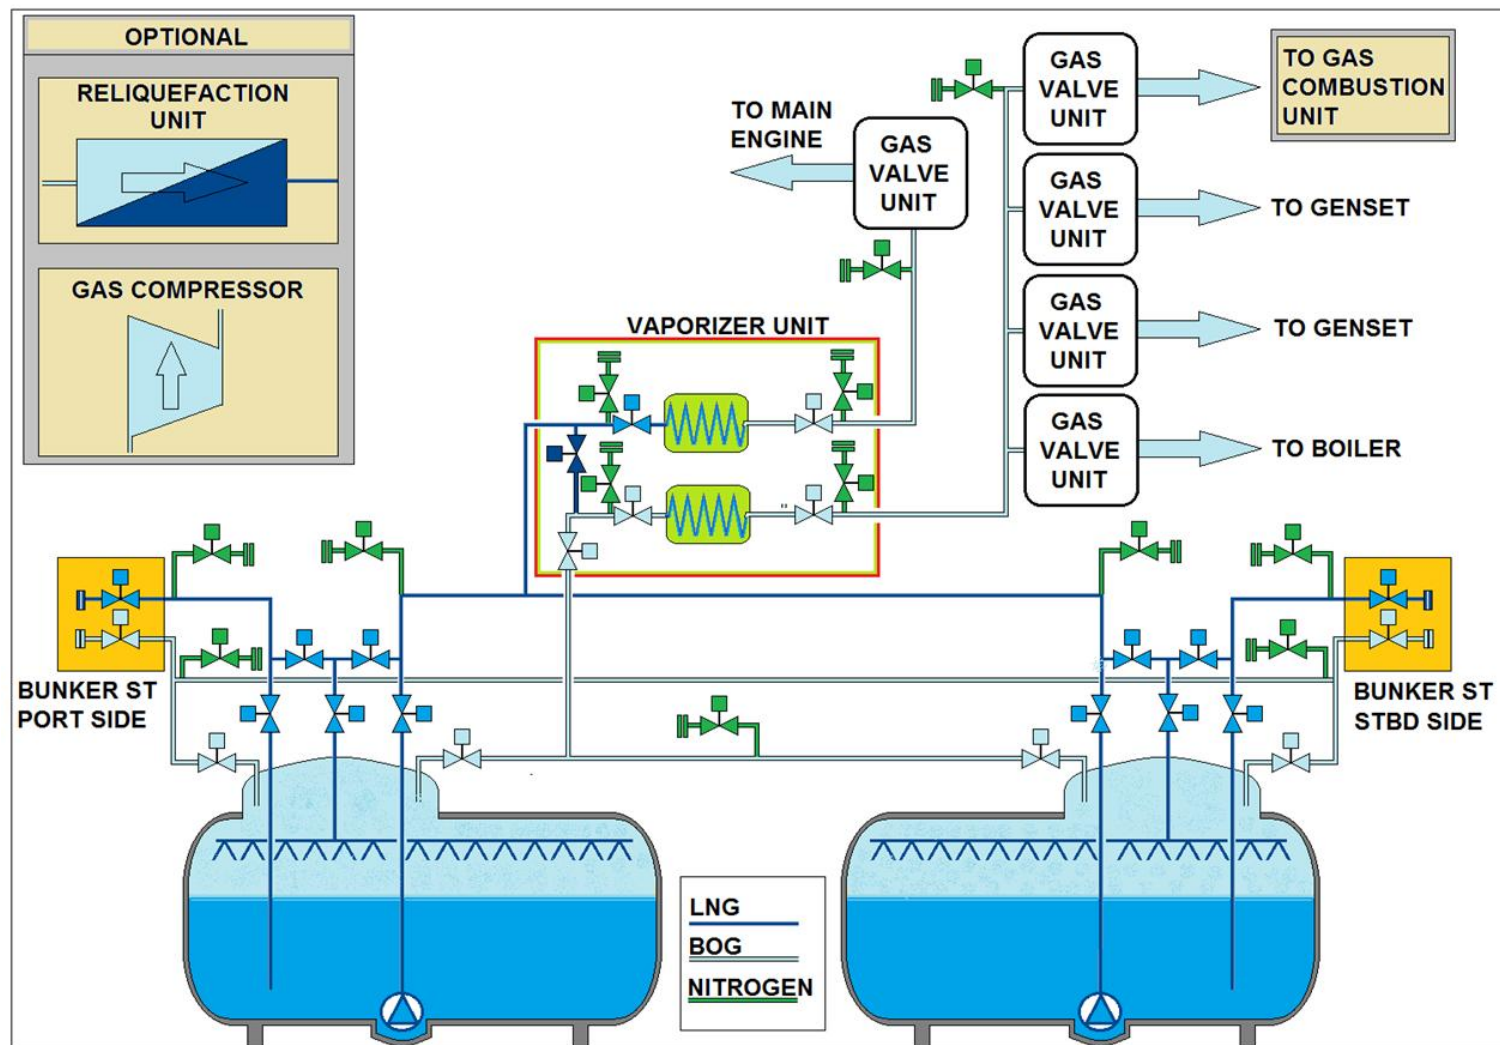 OPTIONAL
RELIQUEFACTION
UNIT
GAS COMPRESSOR
TO MAIN
ENGINE
GAS
VALVE
UNIT
GAS
VALVE
UNIT
TO GAS
COMBUSTION
UNIT
GAS
VALVE
UNIT
TO GENSET
GAS
VALVE
UNIT
TO GENSET
GAS
VALVE
UNIT
TO BOILER
VAPORIZER UNIT
BUNKER ST
PORT SIDE
BUNKER ST
STBD SIDE
LNG
BOG
NITROGEN